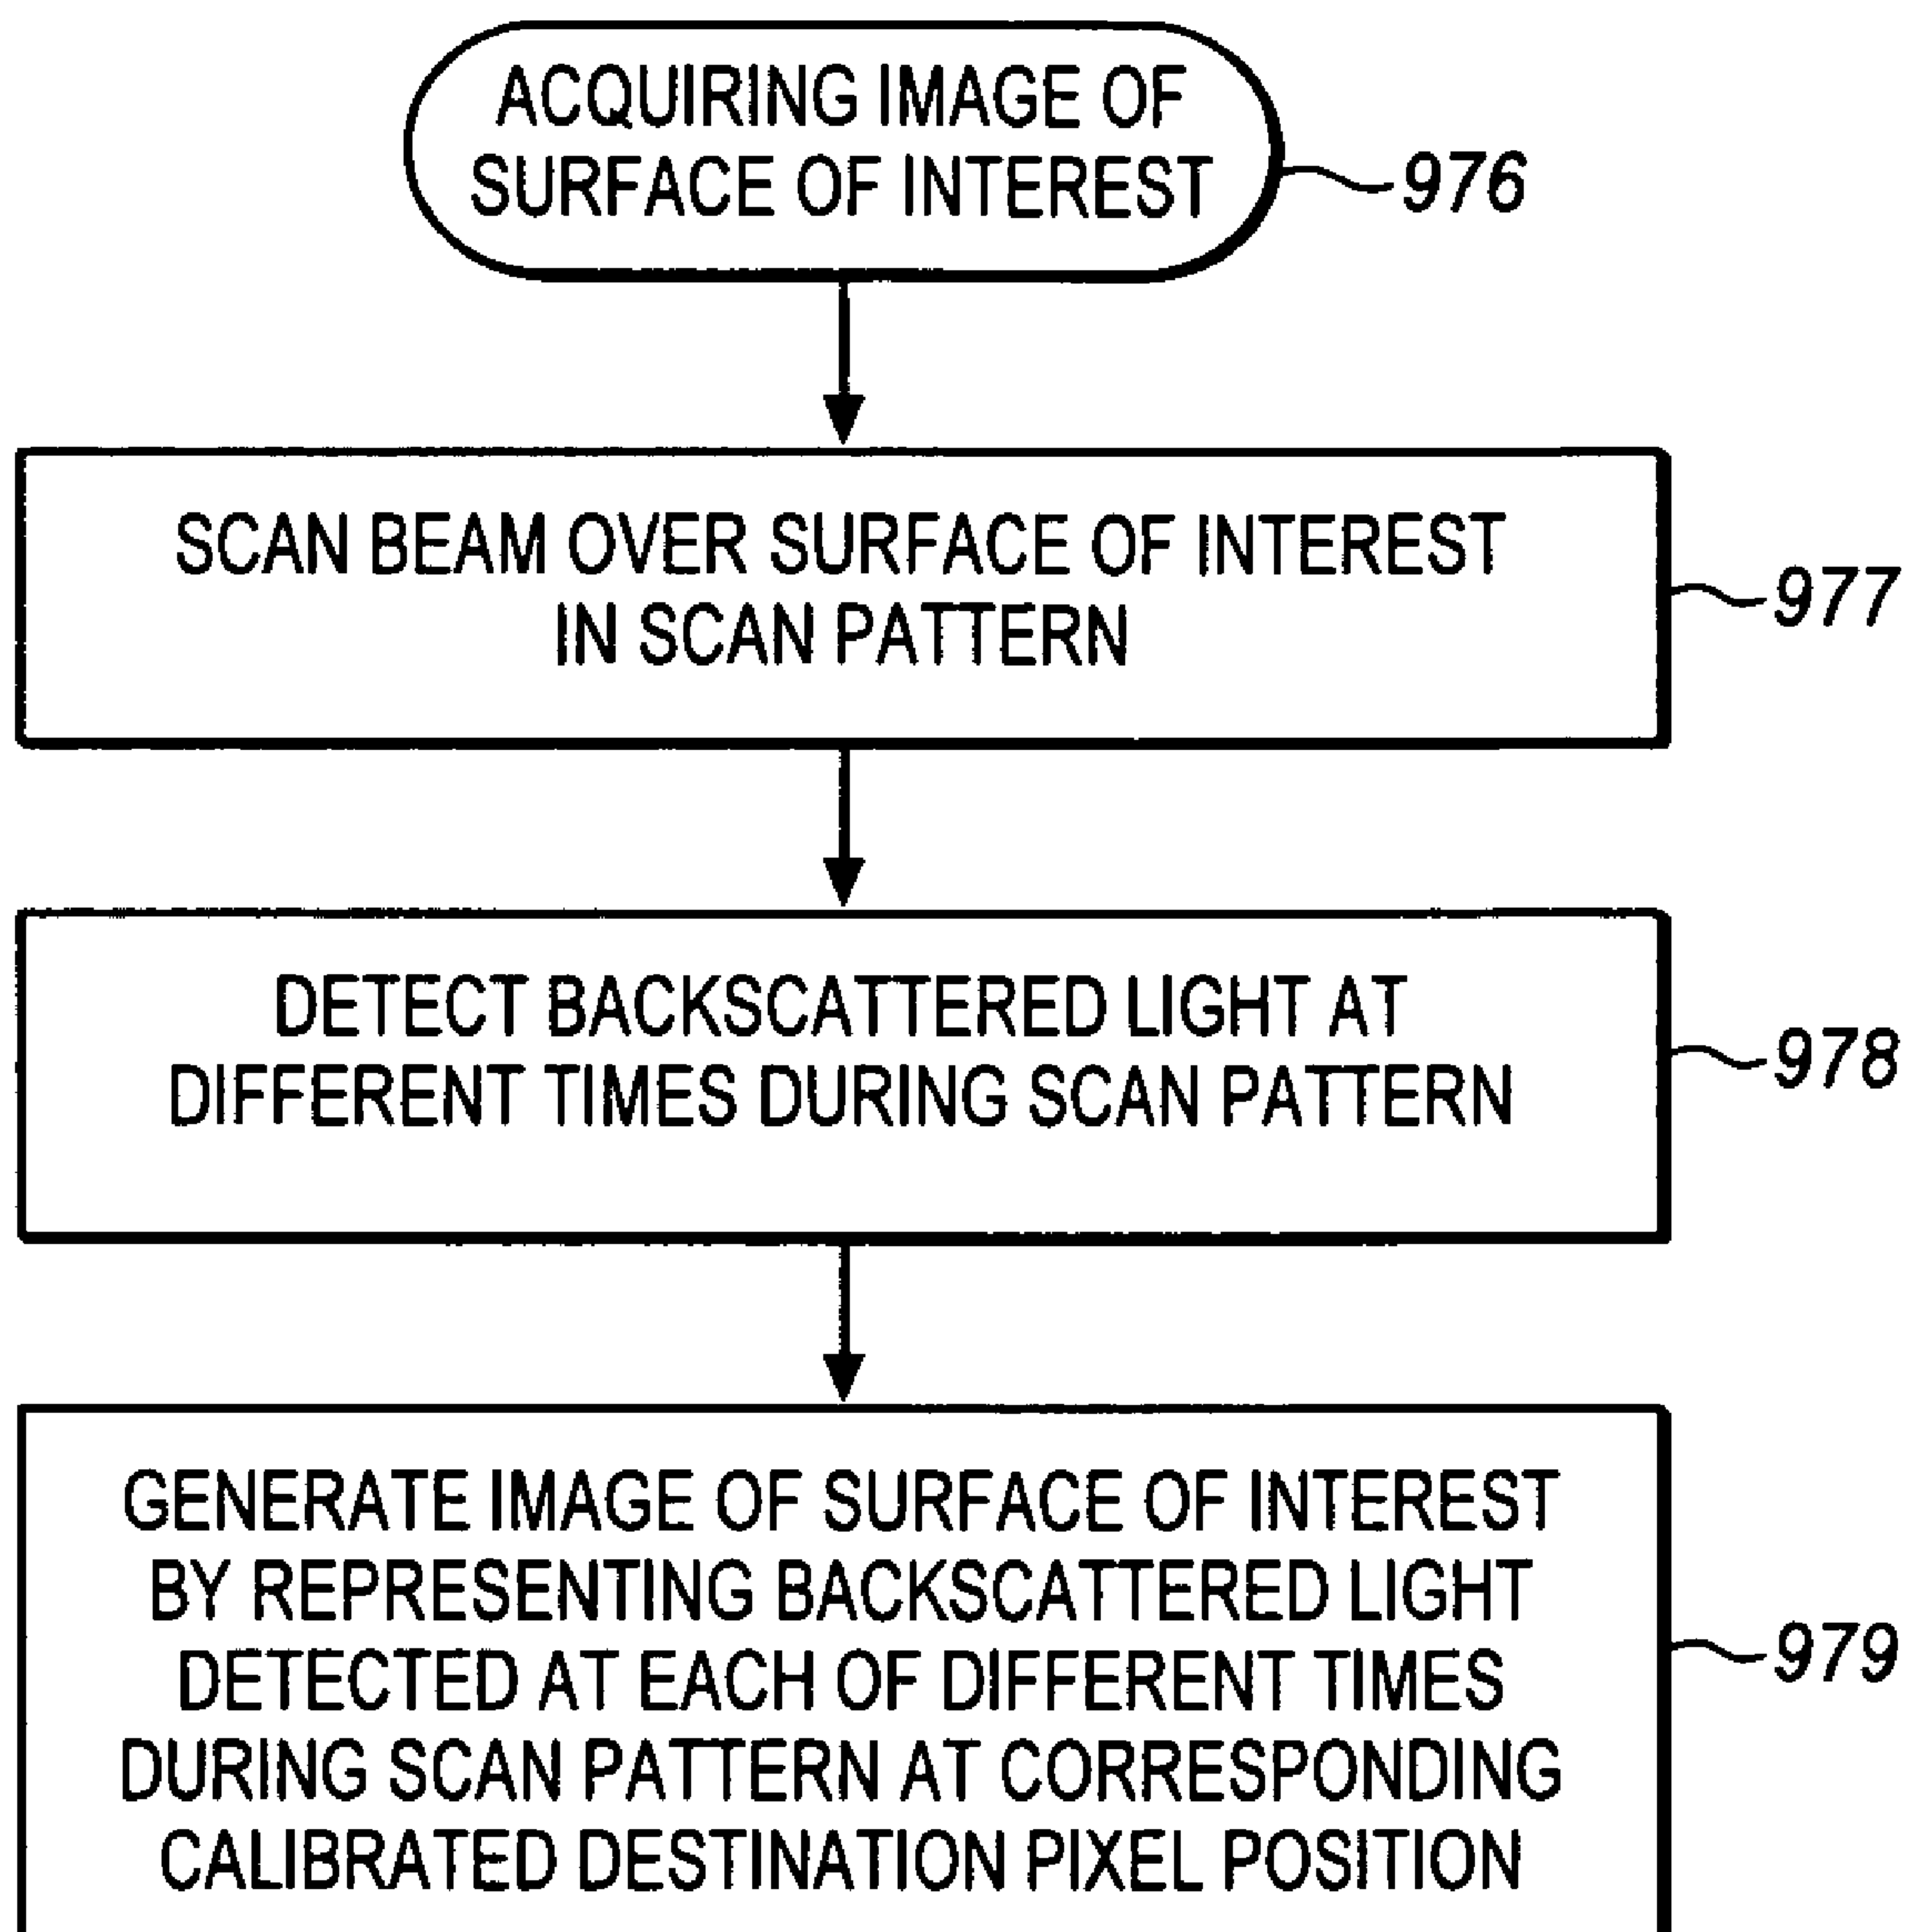 ACQUIRING IMAGE OF
SURFACE OF INTEREST
976
SCAN BEAM OVER SURFACE OF INTEREST
IN SCAN PATTERN
977
DETECT BACKSCATTERED LIGHT AT
DIFFERENT TIMES DURING SCAN PATTERN
978
GENERATE IMAGE OF SURFACE OF INTEREST
BY REPRESENTING BACKSCATTERED LIGHT
DETECTED AT EACH OF DIFFERENT TIMES
DURING SCAN PATTERN AT CORRESPONDING
CALIBRATED DESTINATION PIXEL POSITION
979